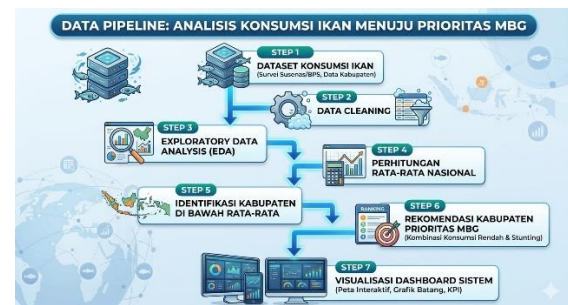 DATA PIPELINE: ANALISIS KONSUMSI IKAN MENUJU PRIORITAS MBG
STEP 1
DATASET KONSUMSI IKAN
(Survei Susenas/BPS, Data Kabupaten)
STEP 2
DATA CLEANING
STEP 3
EXPLORATORY DATA
ANALYSIS (EDA)
STEP 4
PERHITUNGAN
RATA-RATA NASIONAL
STEP 5
IDENTIFIKASI KABUPATEN
DI BAWAH RATA-RATA
RANKING
STEP 6
REKOMENDASI KABUPATEN
PRIORITAS MBG
(Kombinasi Konsumsi Rendah & Stunting)
STEP 7
VISUALISASI DASHBOARD SISTEM
(Peta Interaktif, Grafik Batang, KPI)